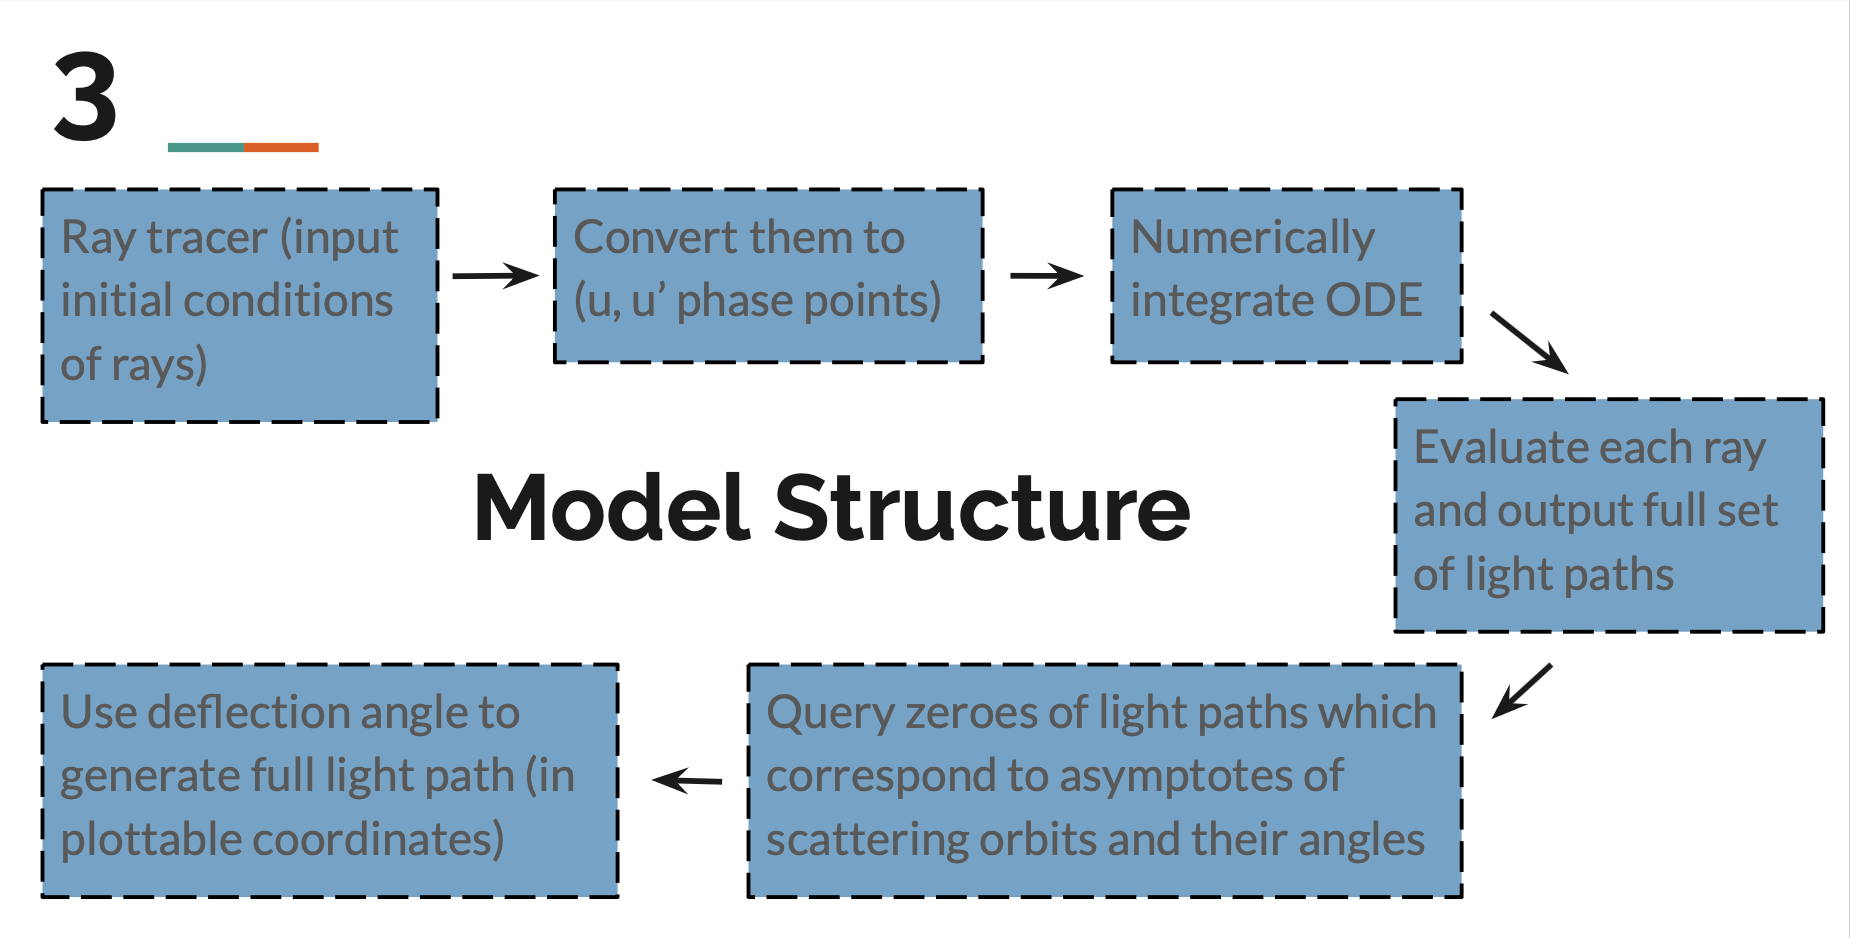 3
Ray tracer (input
initial conditions
of rays)
Convert them to
(u, u’ phase points)
Numerically
integrate ODE
Evaluate each ray
and output full set
of light paths
Model Structure
Query zeroes of light paths which
correspond to asymptotes of
scattering orbits and their angles
Use deflection angle to
generate full light path (in
plottable coordinates)